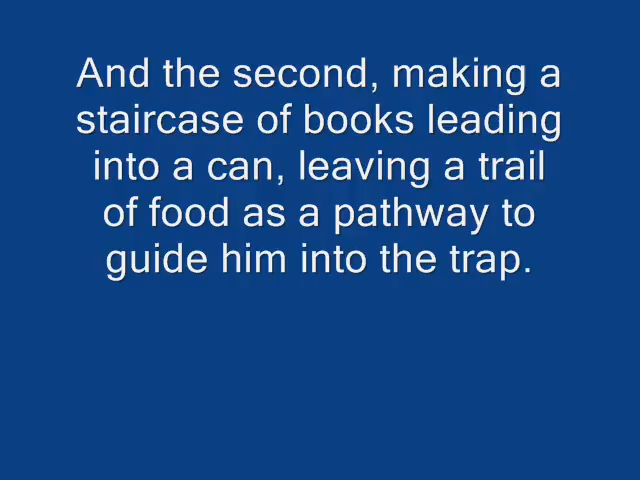 And the second, making a
staircase of books leading
into a can, leaving a trail
of food as a pathway to
guide him into the trap.